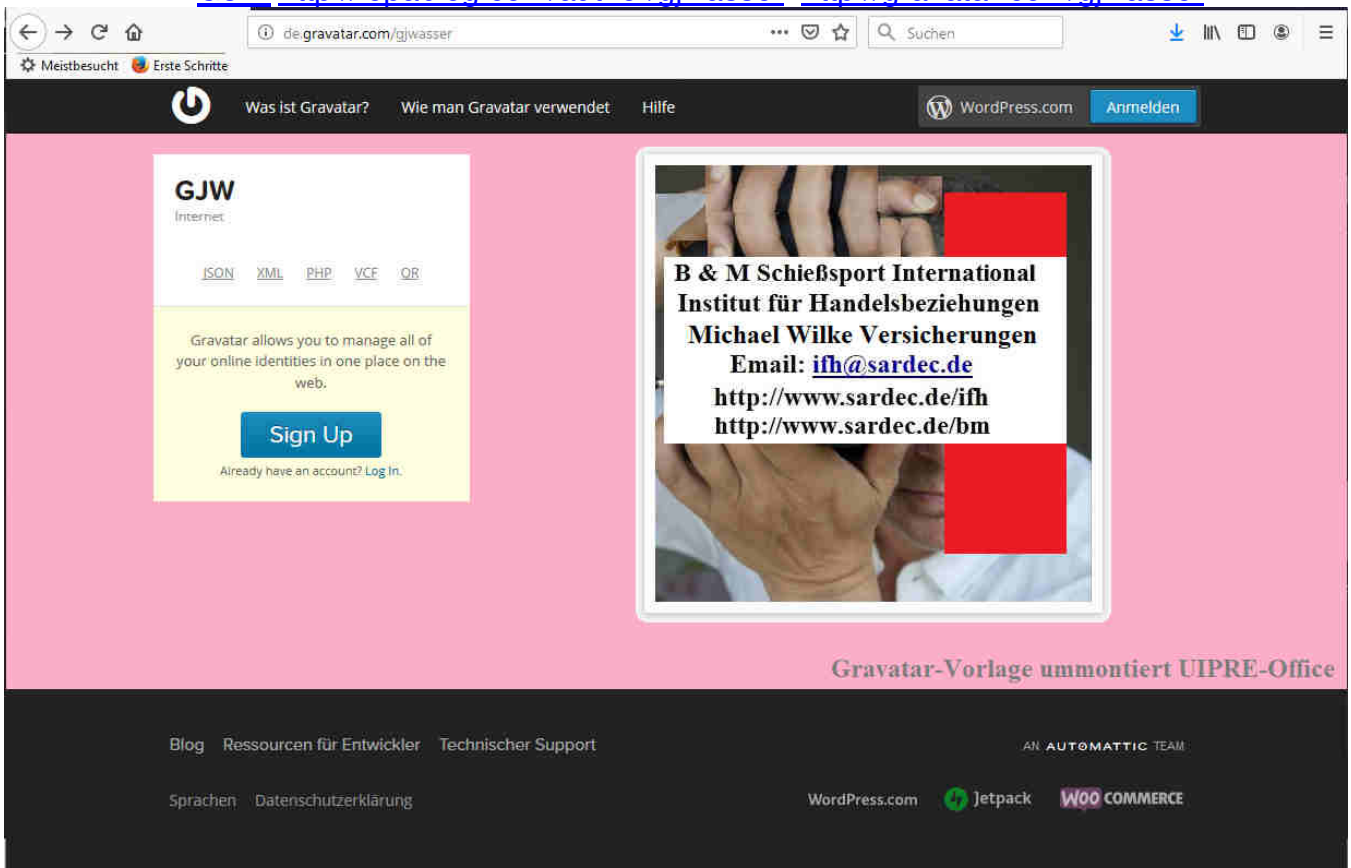 de.gravatar.com/gjwasser
Suchen
Meistbesucht Erste Schritte
Was ist Gravatar? Wie man Gravatar verwendet Hilfe WordPress.com Anmelden
GJW
Internet
JSON XML PHP VCF QR
Gravatar allows you to manage all of
your online identities in one place on the
web.
Sign Up
Already have an account? Log In.
B & M Schießsport International
Institut für Handelsbeziehungen
Michael Wilke Versicherungen
Email: ifh@sardec.de
http://www.sardec.de/ifh
http://www.sardec.de/bm
Gravatar-Vorlage ummontiert UIPRE-Office
Blog Ressourcen für Entwickler Technischer Support AN AUTOMATTIC TEAM
Sprachen Datenschutzerklärung WordPress.com Jetpack WOO COMMERCE